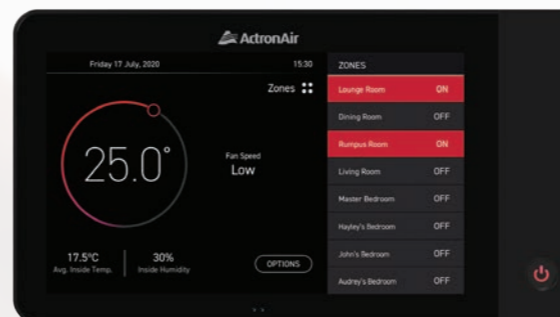 ActronAir
Friday 17 July, 2020
15:30
Zones
25.0°
Fan Speed
Low
17.5°C
Avg. Inside Temp.
30%
Inside Humidity
OPTIONS
ZONES
Lounge Room ON
Dining Room OFF
Rumpus Room ON
Living Room OFF
Master Bedroom OFF
Hayley's Bedroom OFF
John's Bedroom OFF
Audrey's Bedroom OFF